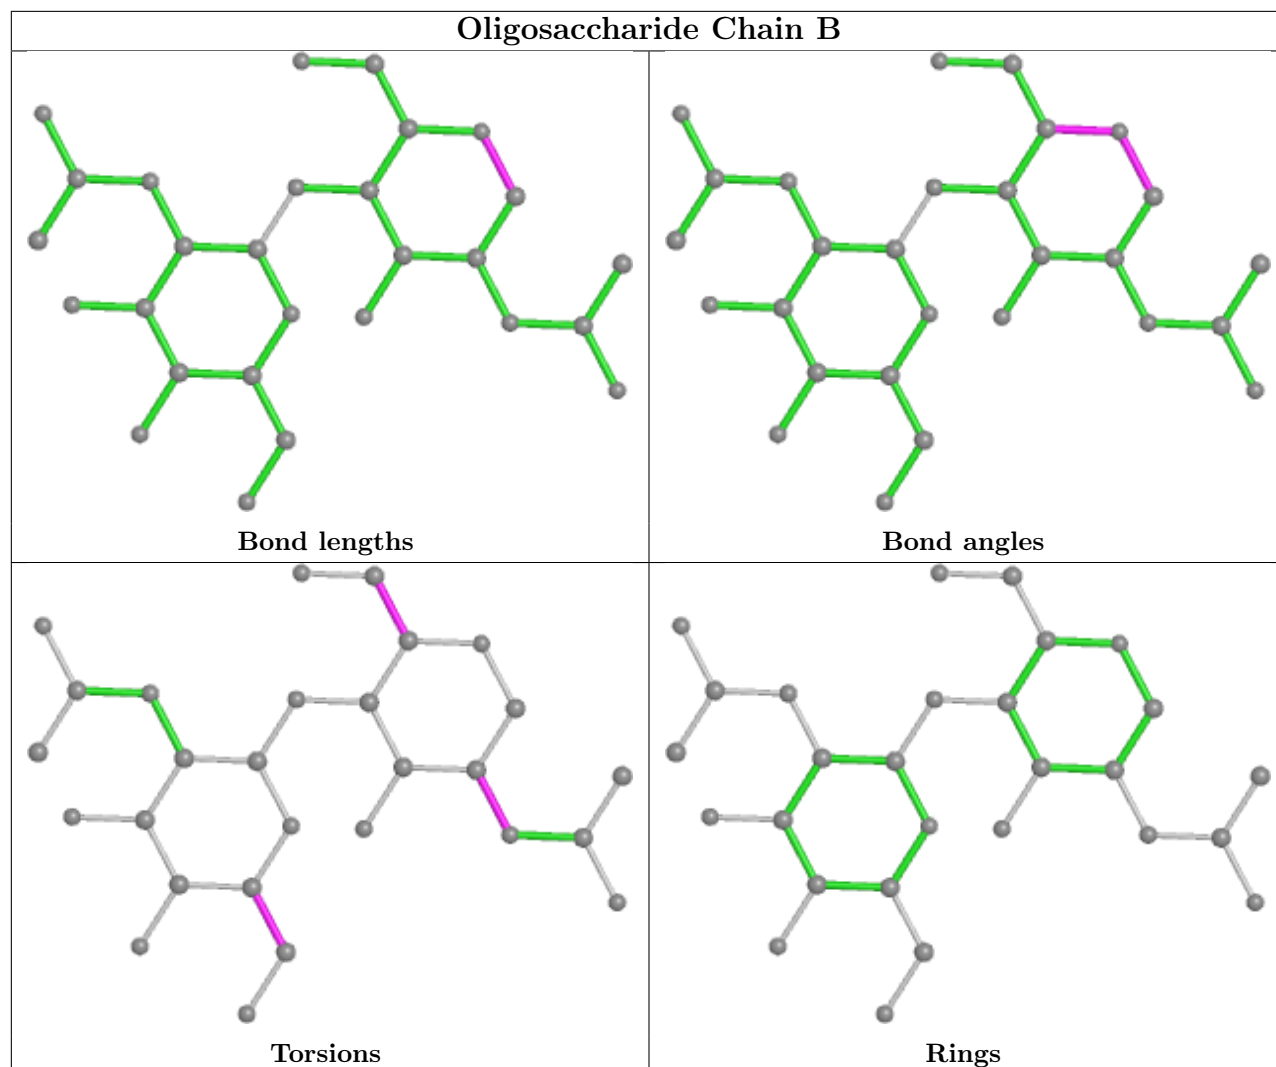 Oligosaccharide Chain B
Bond lengths
Bond angles
Torsions
Rings